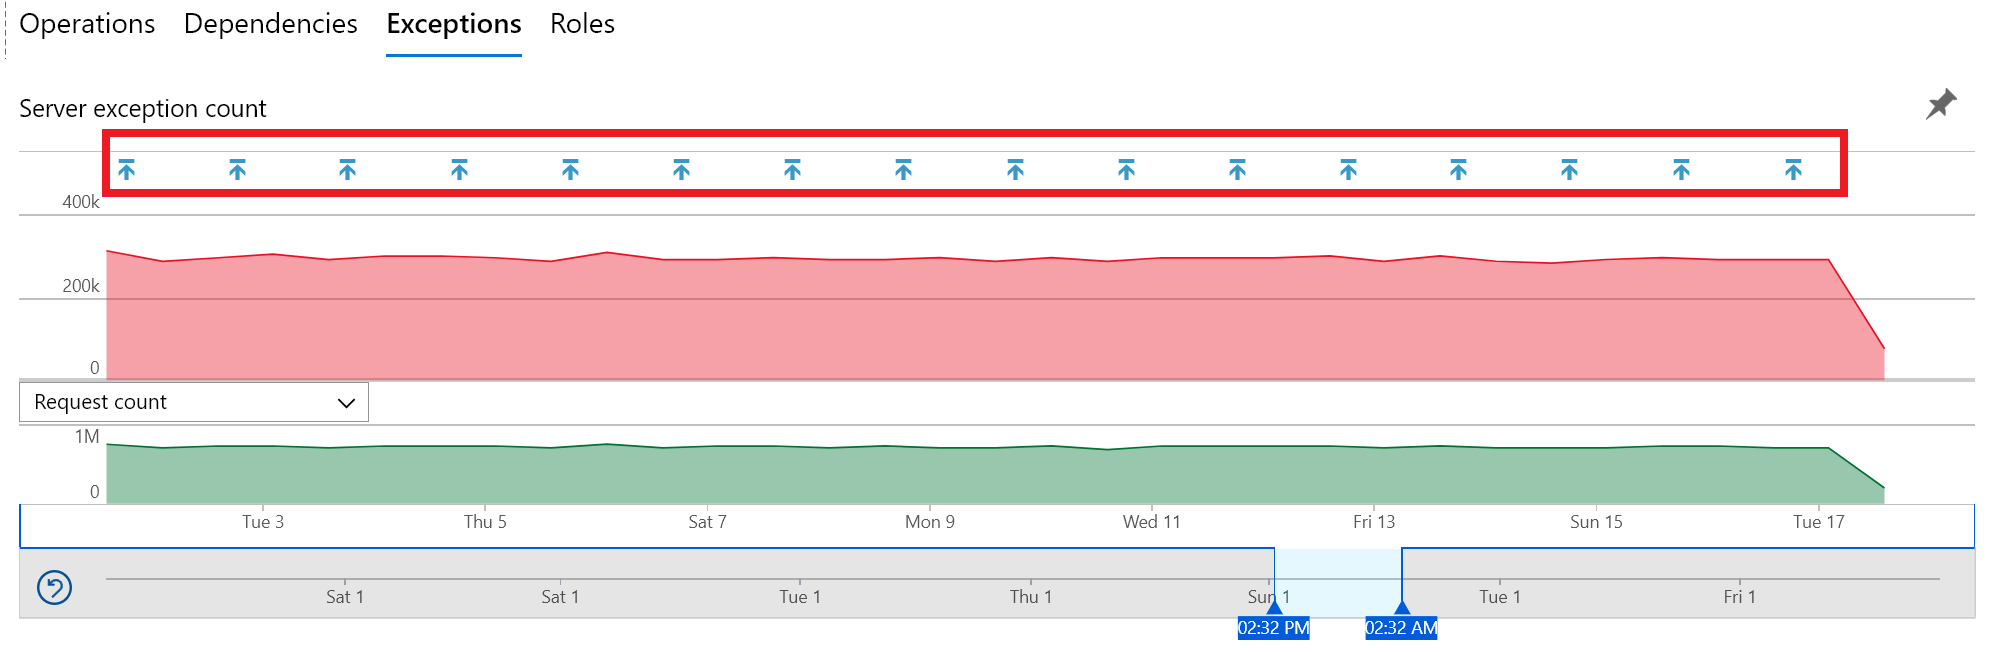 Operations Dependencies Exceptions Roles
Server exception count
400k
200k
0
Request count
1M
0
Tue 3 Thu 5 Sat 7 Mon 9 Wed 11 Fri 13 Sun 15 Tue 17
Sat 1 Sat 1 Tue 1 Thu 1 Sun 1 Tue 1 Fri 1
02:32 PM 02:32 AM